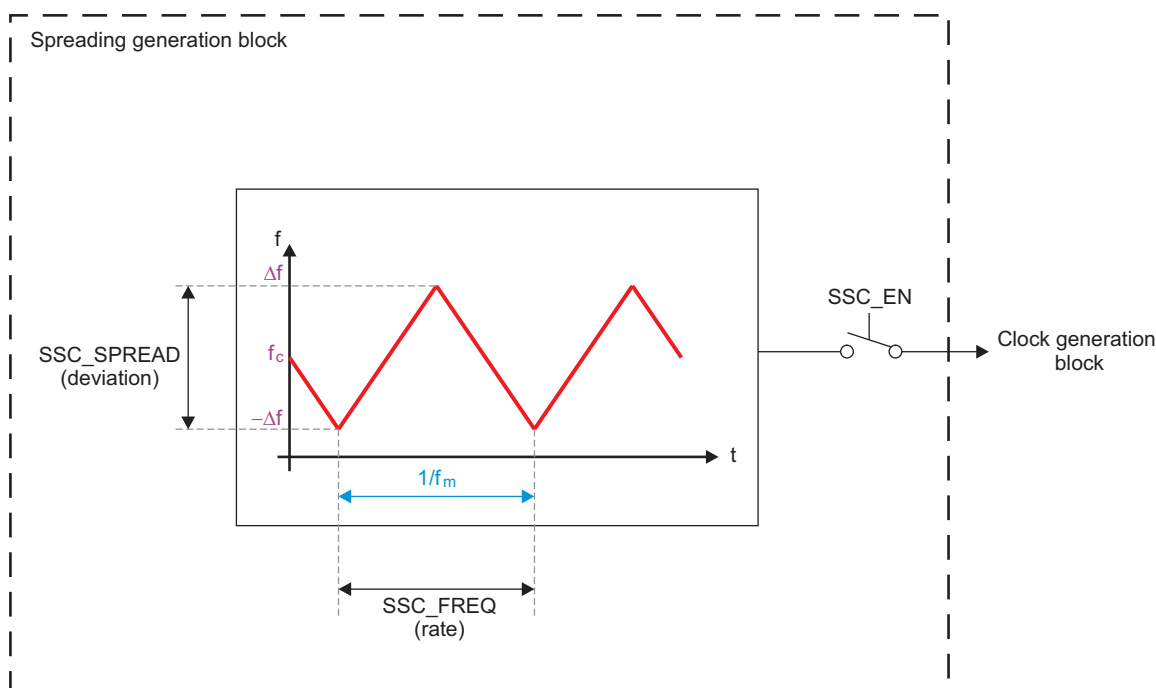 Spreading generation block
f
Δf
SSC_SPREAD
(deviation)
fc
−Δf
t
1/fm
SSC_FREQ
(rate)
SSC_EN
Clock generation
block